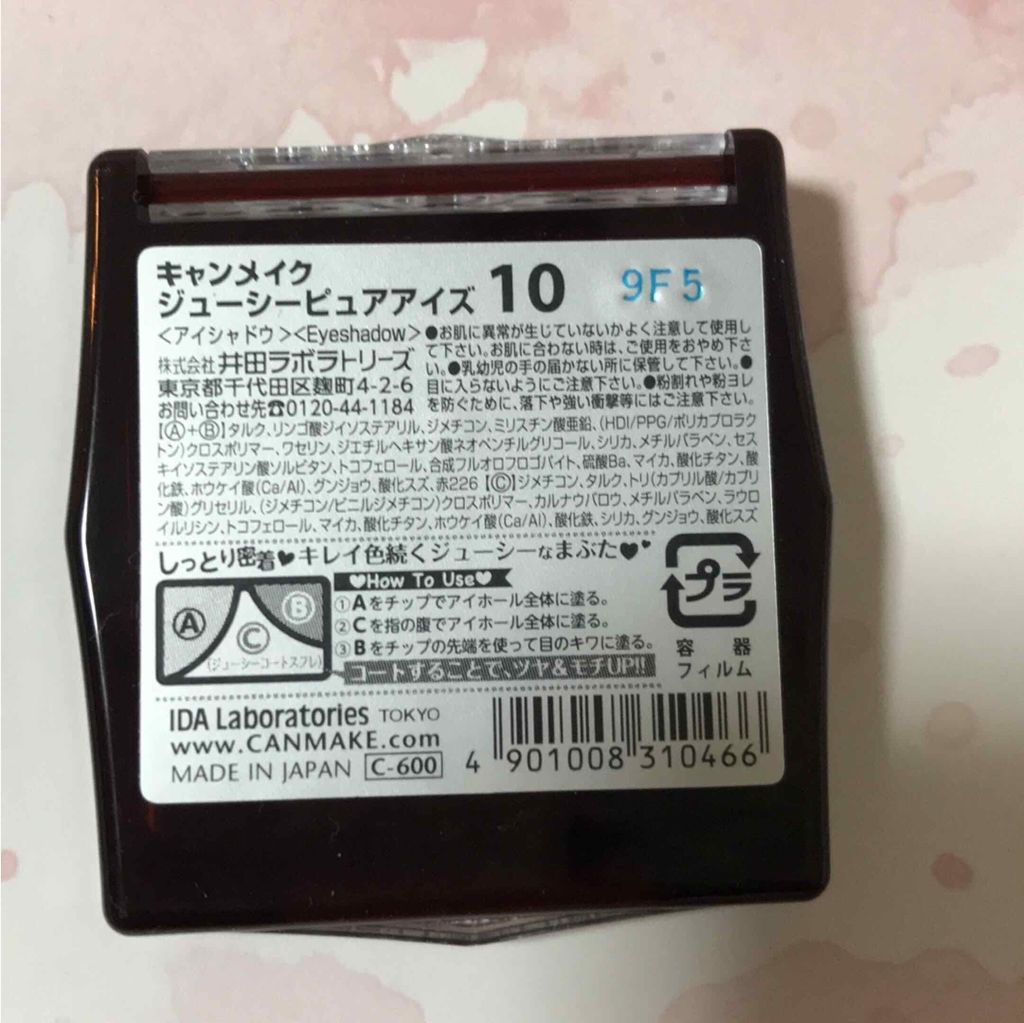 キャンメイク
ジューシーピュアアイズ 10 9F5
<アイシャドウ><Eyeshadow>
株式会社 井田ラボラトリーズ
東京都千代田区麹町4-2-6
お問い合わせ先☎0120-44-1184
●お肌に異常が生じていないかよく注意して使用し
て下さい。お肌に合わない時は、ご使用をおやめ下さ
い。●乳幼児の手の届かない所に保管して下さい。●
目に入らないようにご注意下さい。●粉割れや粉ヨレ
を防ぐために、落下や強い衝撃等にはご注意下さい。
【Ⓐ+Ⓑ】タルク、リンゴ酸ジイソステアリル、ジメチコン、ミリスチン酸亜鉛、(HDI/PPG/ポリカプロラク
トン)クロスポリマー、ワセリン、ジエチルヘキサン酸ネオペンチルグリコール、シリカ、メチルパラベン、セス
キイソステアリン酸ソルビタン、トコフェロール、合成フルオロフロゴパイト、硫酸Ba、マイカ、酸化チタン、酸
化鉄、ホウケイ酸(Ca/Al)、グンジョウ、酸化スズ、赤226【Ⓒ】ジメチコン、タルク、トリ(カプリル酸/カプリ
ン酸)グリセリル、(ジメチコン/ビニルジメチコン)クロスポリマー、カルナウバロウ、メチルパラベン、ラウロ
イルリシン、トコフェロール、マイカ、酸化チタン、ホウケイ酸(Ca/Al)、酸化鉄、シリカ、グンジョウ、酸化スズ
しっとり密着♥キレイ色続くジューシーなまぶた♥♥
Ⓐ Ⓑ
Ⓒ
(ジューシーコートスフレ)
♥How To Use♥
①Aをチップでアイホール全体に塗る。
②Cを指の腹でアイホール全体に塗る。
③Bをチップの先端を使って目のキワに塗る。
コートすることで、ツヤ&モチUP!!
プラ
容器
フィルム
IDA Laboratories TOKYO
www.CANMAKE.com
MADE IN JAPAN C-600
4 901008 310466